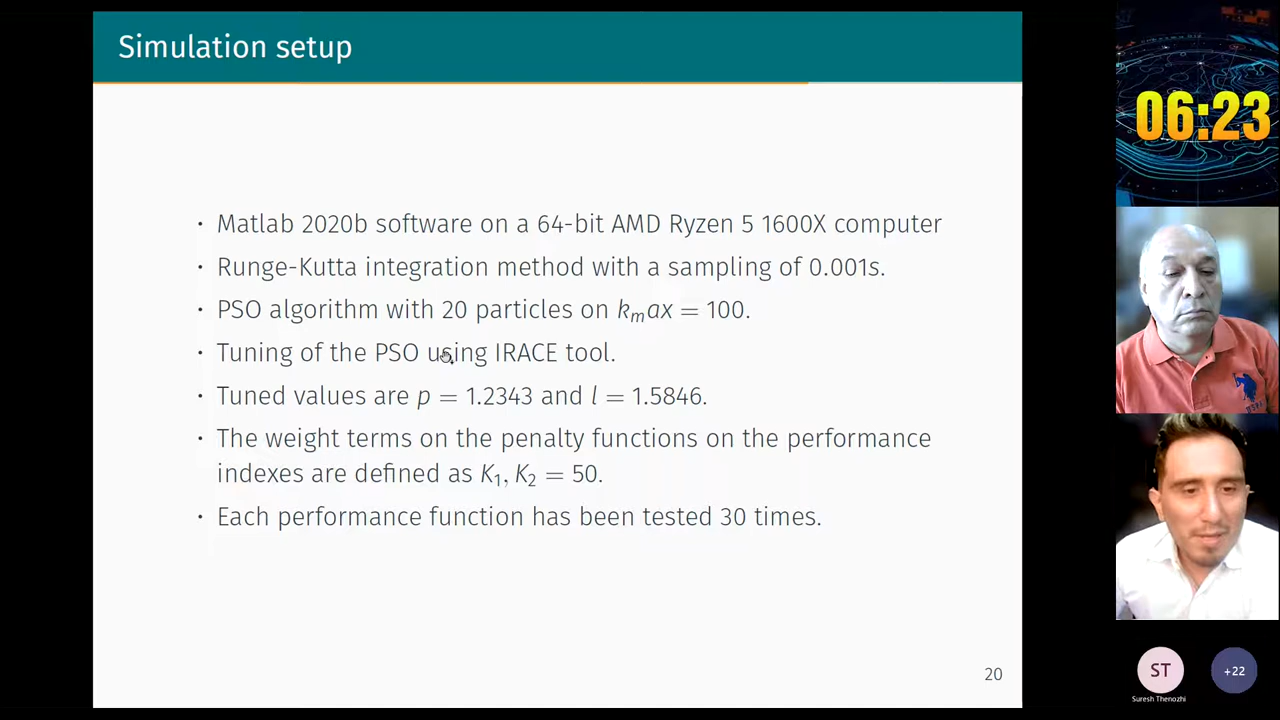 Simulation setup
· Matlab 2020b software on a 64-bit AMD Ryzen 5 1600X computer
· Runge-Kutta integration method with a sampling of 0.001s.
· PSO algorithm with 20 particles on kₘax = 100.
· Tuning of the PSO using IRACE tool.
· Tuned values are p = 1.2343 and l = 1.5846.
· The weight terms on the penalty functions on the performance
indexes are defined as K₁, K₂ = 50.
· Each performance function has been tested 30 times.
20
06:23
ST
+22
Suresh Thenozhi